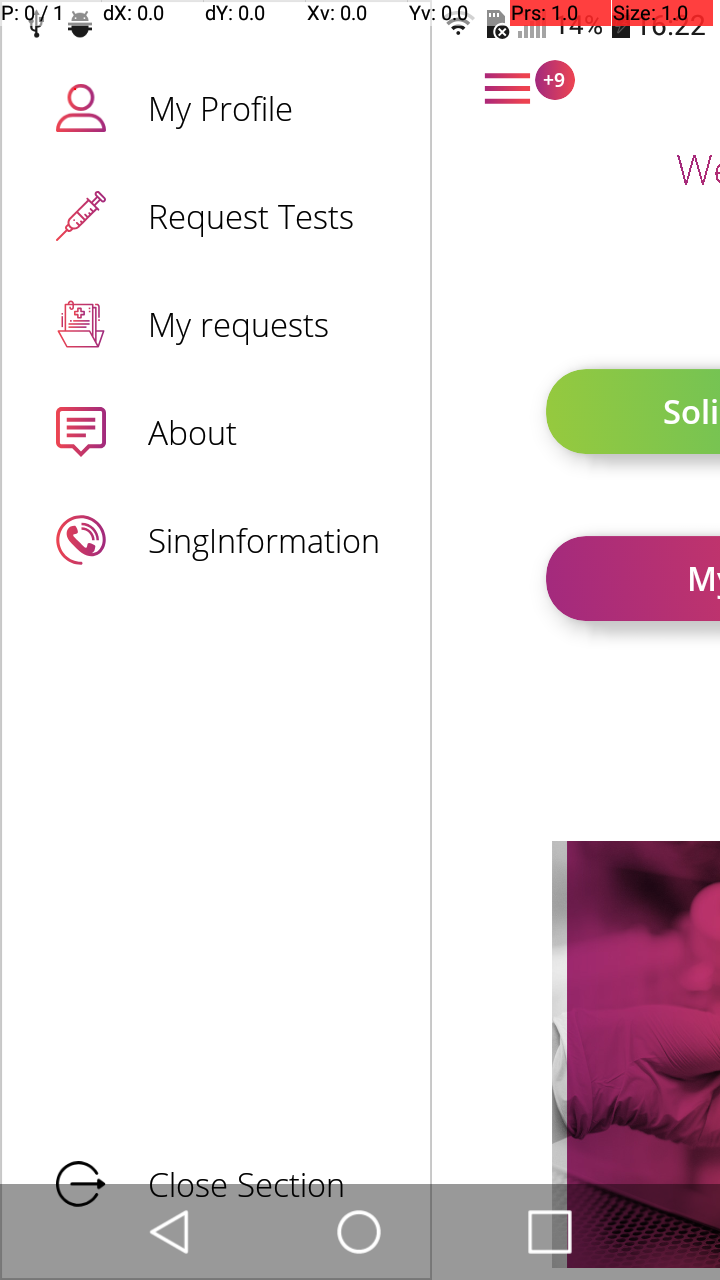 P: 0 / 1 dX: 0.0 dY: 0.0 Xv: 0.0 Yv: 0.0 Prs: 1.0 Size: 1.0
14% 16:22
+9
My Profile
We
Request Tests
My requests
Soli
About
SingInformation
My
Close Section